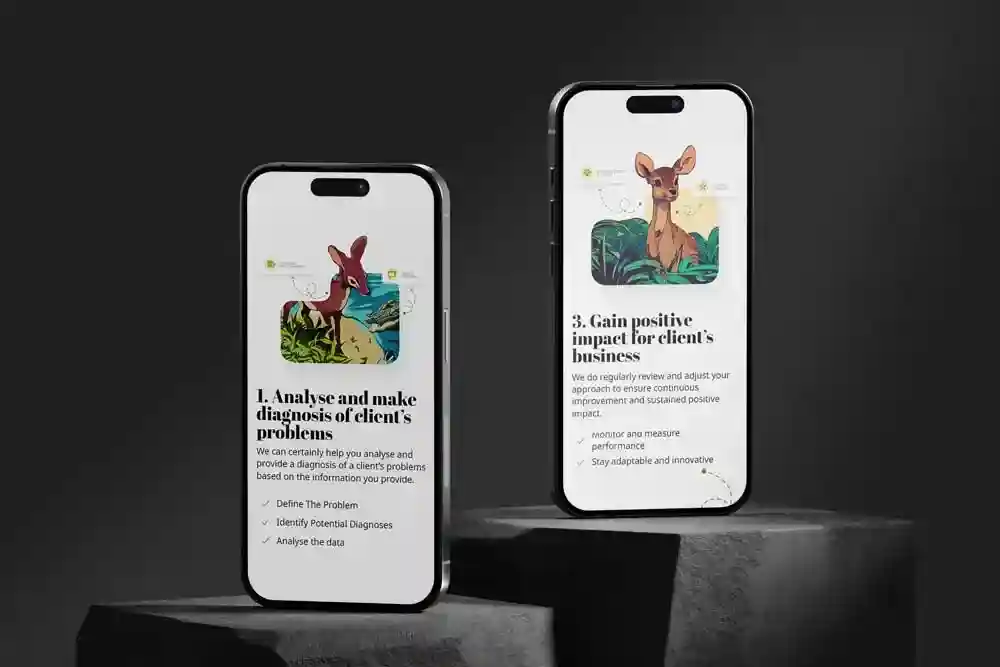 1. Analyse and make
diagnosis of client's
problems
We can certainly help you analyse and
provide a diagnosis of a client's problems
based on the information you provide.
Define The Problem
Identify Potential Diagnoses
Analyse the data
3. Gain positive
impact for client's
business
We do regularly review and adjust your
approach to ensure continuous
improvement and sustained positive
impact.
Monitor and measure
performance
Stay adaptable and innovative